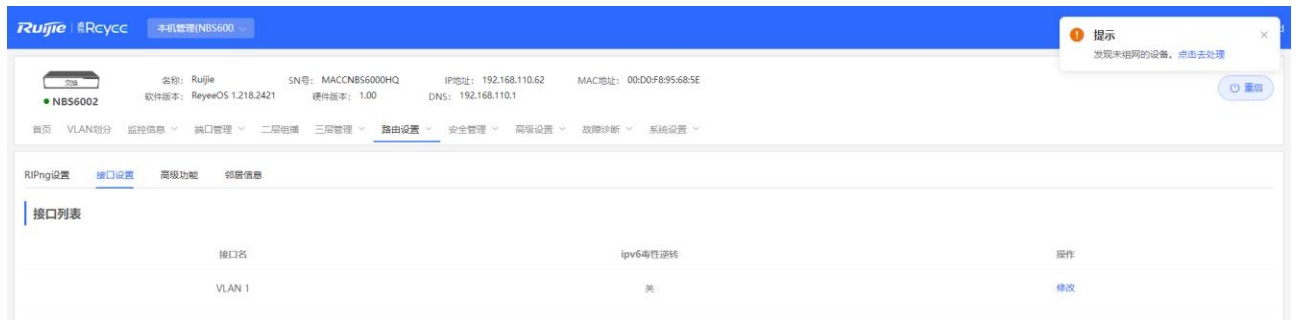 Ruijie Rcycc 本机管理(NBS600
提示
发现未组网的设备。点击去处理
交换
NBS6002
名称: Ruijie SN号: MACCNBS6000HQ IP地址: 192.168.110.62 MAC地址: 00:D0:F8:95:68:5E
软件版本: ReyeeOS 1.218.2421 硬件版本: 1.00 DNS: 192.168.110.1
重启
首页 VLAN划分 监控信息 端口管理 二层组播 三层管理 路由设置 安全管理 高级设置 故障诊断 系统设置
RIPng设置 接口设置 高级功能 邻居信息
接口列表
接口名 ipv6毒性逆转 操作
VLAN 1 关 修改